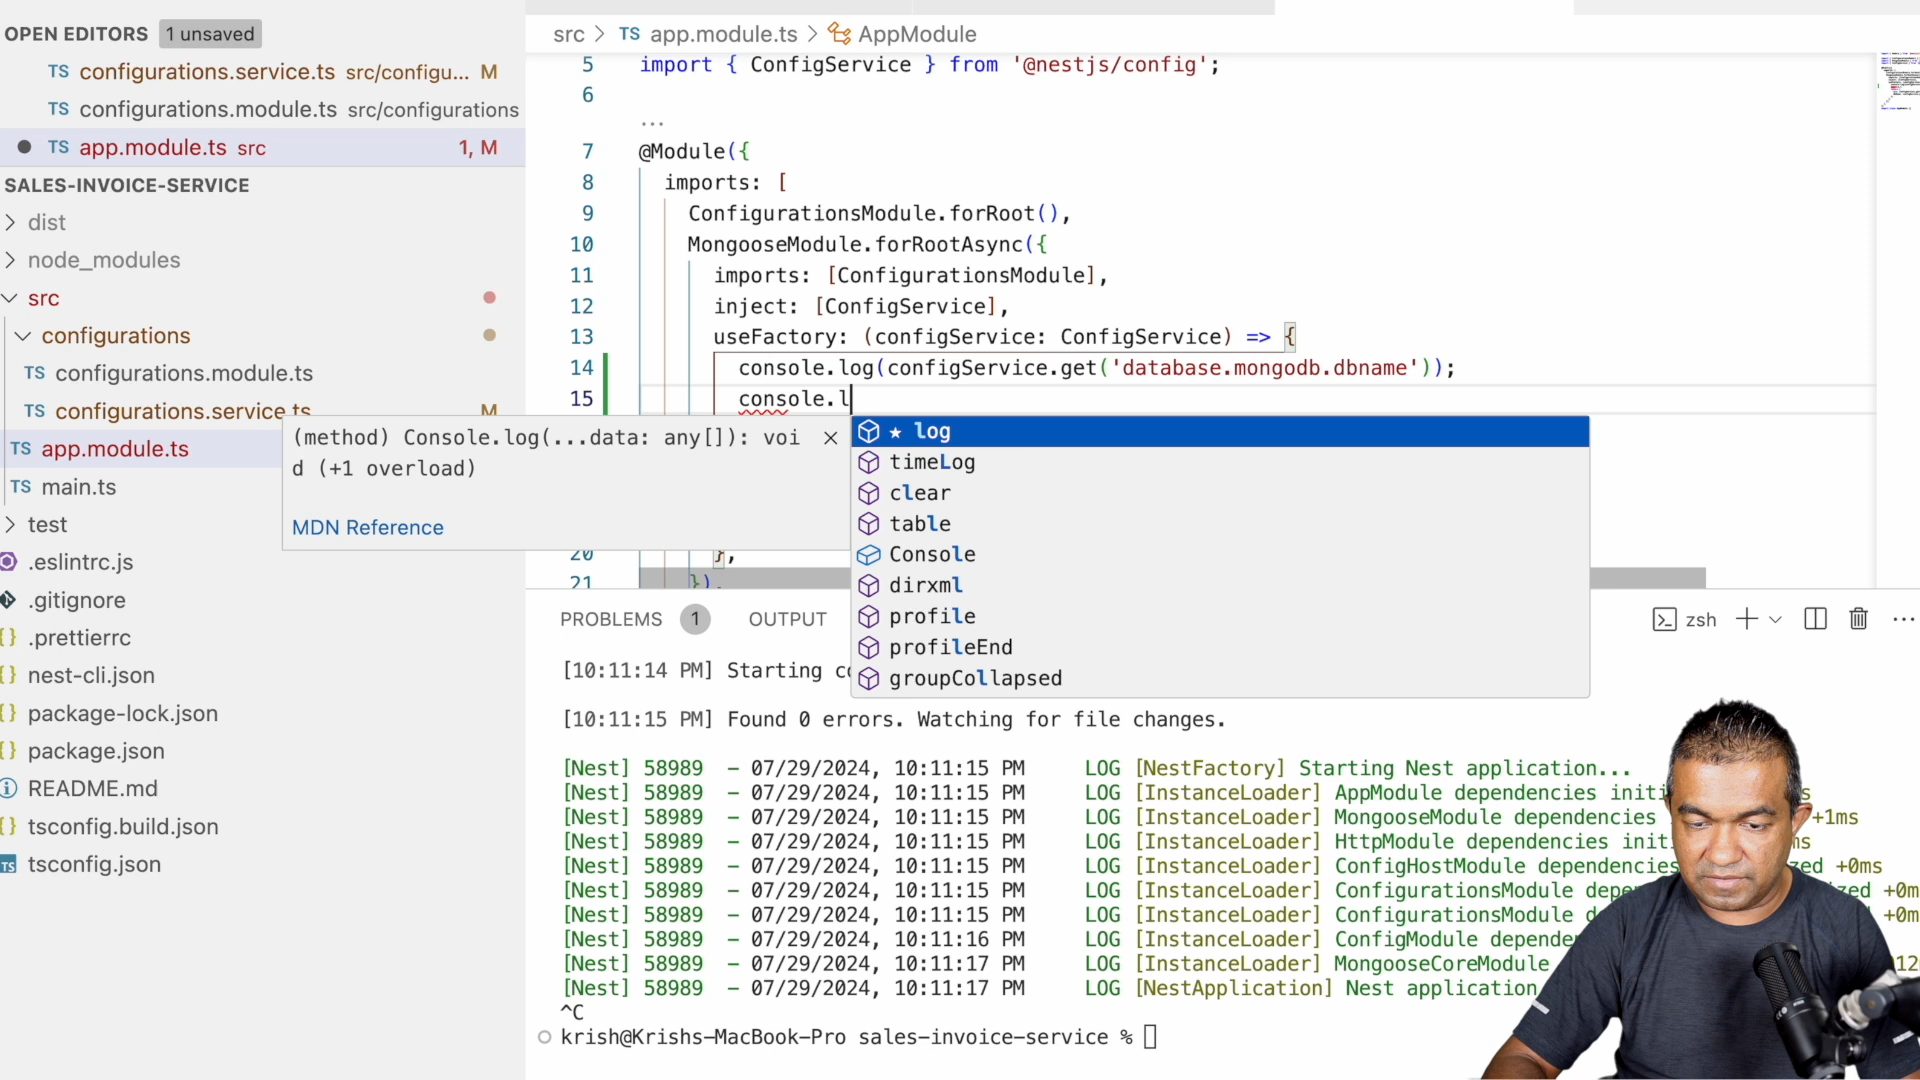 OPEN EDITORS 1 unsaved
TS configurations.service.ts src/configu... M
TS configurations.module.ts src/configurations
TS app.module.ts src 1, M
SALES-INVOICE-SERVICE
dist
node_modules
src
configurations
TS configurations.module.ts
TS configurations.service.ts M
TS app.module.ts
TS main.ts
test
.eslintrc.js
.gitignore
{} .prettierrc
{} nest-cli.json
{} package-lock.json
{} package.json
README.md
{} tsconfig.build.json
TS tsconfig.json
src > TS app.module.ts > AppModule
5 import { ConfigService } from '@nestjs/config';
6
...
7 @Module({
8 imports: [
9 ConfigurationsModule.forRoot(),
10 MongooseModule.forRootAsync({
11 imports: [ConfigurationsModule],
12 inject: [ConfigService],
13 useFactory: (configService: ConfigService) => {
14 console.log(configService.get('database.mongodb.dbname'));
15 console.l
(method) Console.log(...data: any[]): voi
d (+1 overload)
MDN Reference
★ log
timeLog
clear
table
Console
dirxml
profile
profileEnd
groupCollapsed
20 },
21 }),
PROBLEMS 1 OUTPUT
zsh
[10:11:14 PM] Starting co
[10:11:15 PM] Found 0 errors. Watching for file changes.
[Nest] 58989 - 07/29/2024, 10:11:15 PM LOG [NestFactory] Starting Nest application...
[Nest] 58989 - 07/29/2024, 10:11:15 PM LOG [InstanceLoader] AppModule dependencies initi s
[Nest] 58989 - 07/29/2024, 10:11:15 PM LOG [InstanceLoader] MongooseModule dependencies +1ms
[Nest] 58989 - 07/29/2024, 10:11:15 PM LOG [InstanceLoader] HttpModule dependencies initi ms
[Nest] 58989 - 07/29/2024, 10:11:15 PM LOG [InstanceLoader] ConfigHostModule dependencies zed +0ms
[Nest] 58989 - 07/29/2024, 10:11:15 PM LOG [InstanceLoader] ConfigurationsModule depe ized +0m
[Nest] 58989 - 07/29/2024, 10:11:15 PM LOG [InstanceLoader] ConfigurationsModule d +0m
[Nest] 58989 - 07/29/2024, 10:11:16 PM LOG [InstanceLoader] ConfigModule depende
[Nest] 58989 - 07/29/2024, 10:11:17 PM LOG [InstanceLoader] MongooseCoreModule 12
[Nest] 58989 - 07/29/2024, 10:11:17 PM LOG [NestApplication] Nest application
^C
krish@Krishs-MacBook-Pro sales-invoice-service %